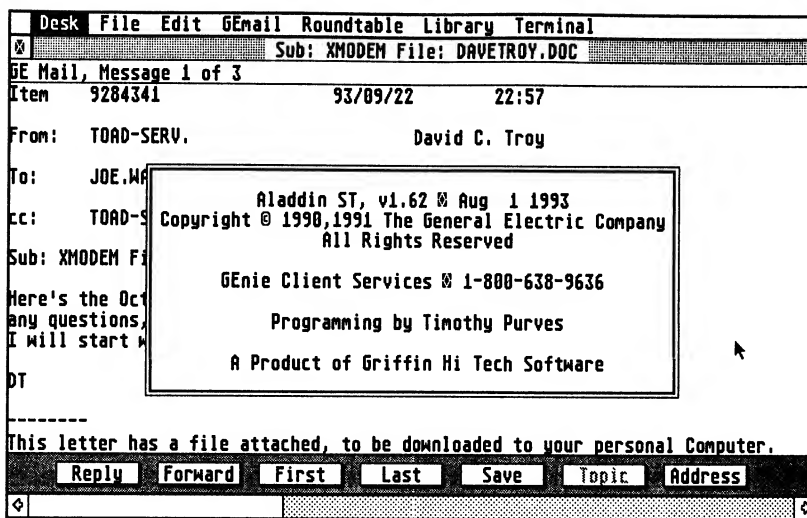 Desk File Edit GEmail Roundtable Library Terminal
Sub: XMODEM File: DAVETROY.DOC
GE Mail, Message 1 of 3
Item 9284341 93/09/22 22:57
From: TOAD-SERV. David C. Troy
To: JOE.WA
cc: TOAD-S
Sub: XMODEM Fi
Here's the Oct
any questions,
I will start w
DT
Aladdin ST, v1.62 Aug 1 1993
Copyright © 1990,1991 The General Electric Company
All Rights Reserved
GEnie Client Services 1-800-638-9636
Programming by Timothy Purves
A Product of Griffin Hi Tech Software
--------
This letter has a file attached, to be downloaded to your personal Computer.
Reply Forward First Last Save Topic Address